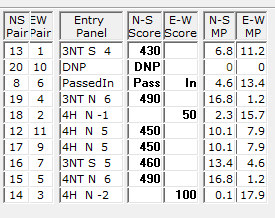 NS Pair EW Pair Entry Panel N-S Score E-W Score N-S MP E-W MP
13 1 3NT S 4 430 6.8 11.2
20 10 DNP DNP 0 0
8 6 PassedIn Pass In 4.6 13.4
19 4 3NT N 6 490 16.8 1.2
18 2 4H N -1 50 2.3 15.7
12 11 4H N 5 450 10.1 7.9
17 9 4H N 5 450 10.1 7.9
16 7 3NT S 5 460 13.4 4.6
15 5 4NT N 6 490 16.8 1.2
14 3 4H N -2 100 0.1 17.9